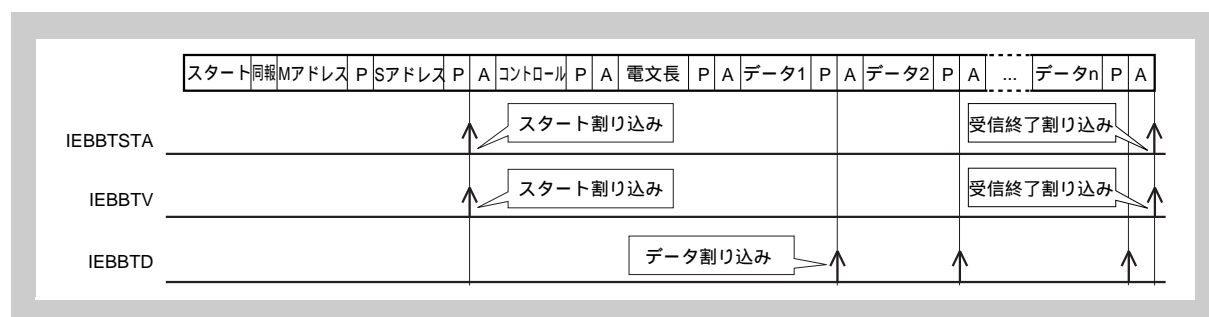 スタート 同報 Mアドレス P Sアドレス P A コントロール P A 電文長 P A データ1 P A データ2 P A ... データn P A
IEBBTSTA スタート割り込み 受信終了割り込み
IEBBTV スタート割り込み 受信終了割り込み
IEBBTD データ割り込み